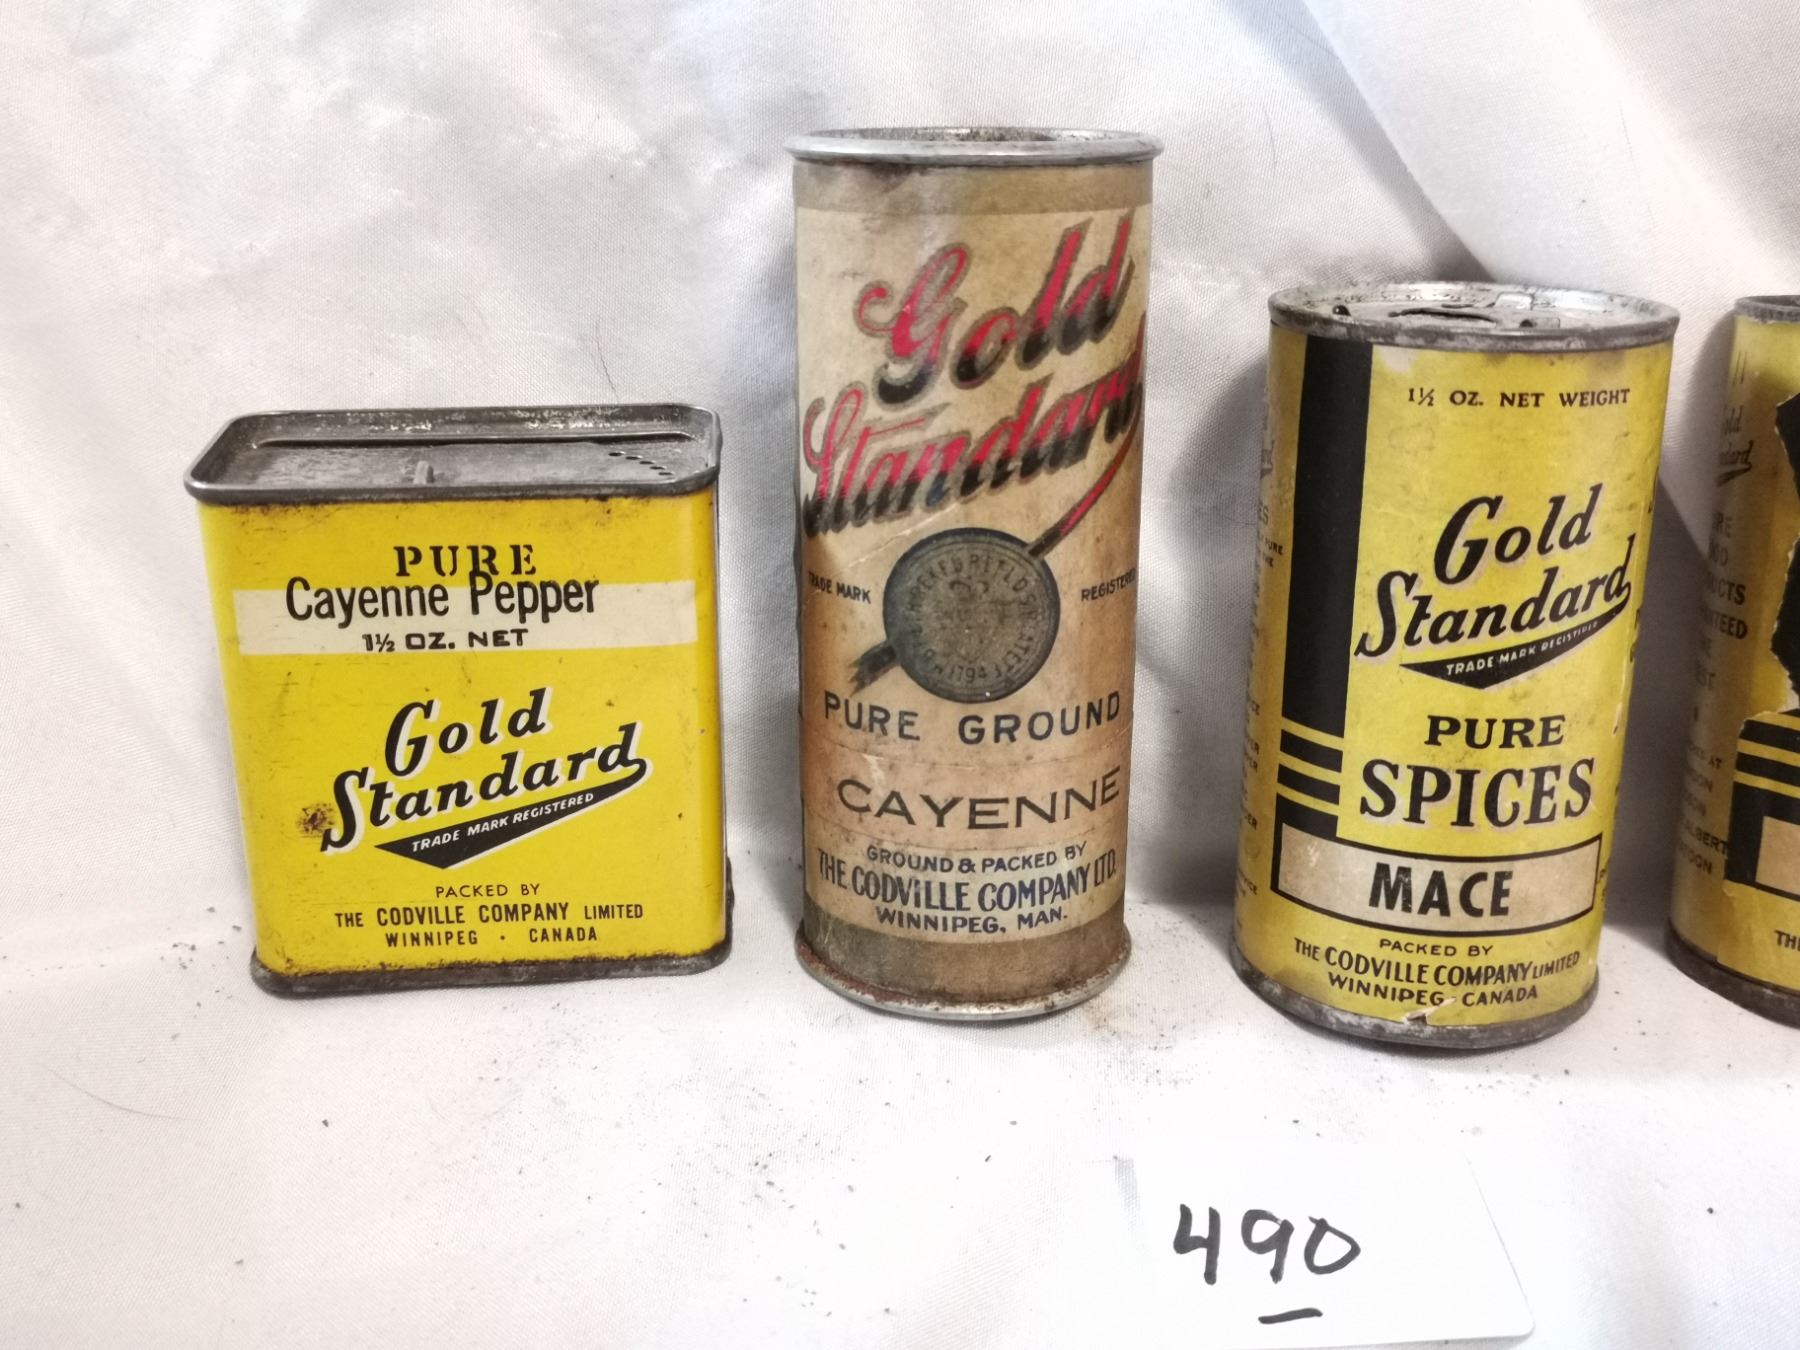 PURE
Cayenne Pepper
1½ OZ. NET
Gold
Standard
TRADE MARK REGISTERED
PACKED BY
THE CODVILLE COMPANY LIMITED
WINNIPEG · CANADA
Gold
Standard
TRADE MARK REGISTERED
1794
PURE GROUND
CAYENNE
GROUND & PACKED BY
THE CODVILLE COMPANY LTD.
WINNIPEG, MAN.
1½ OZ. NET WEIGHT
Gold
Standard
TRADE MARK REGISTERED
PURE
SPICES
MACE
PACKED BY
THE CODVILLE COMPANY LIMITED
WINNIPEG · CANADA
490